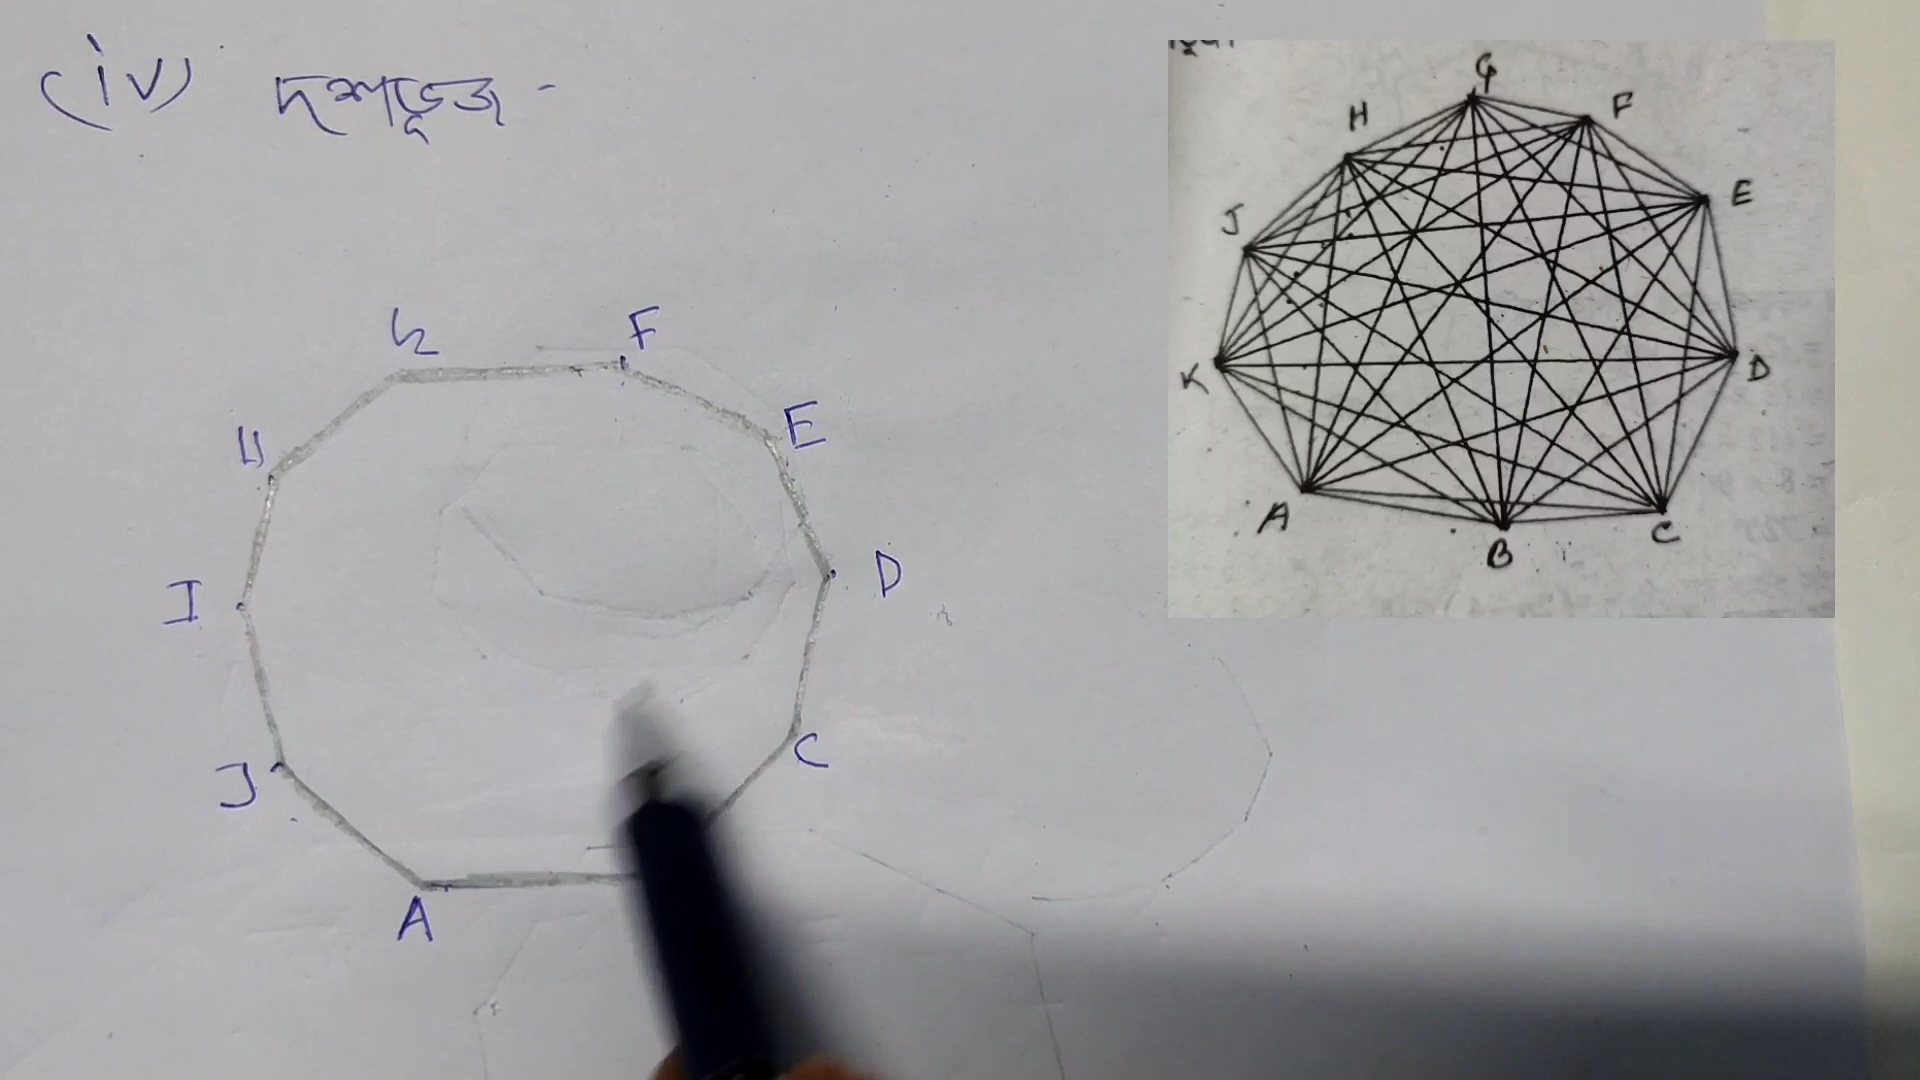 (iv) দশভূজ -
G F
H E
I D
J C
A
G
H F
J E
K D
A B C